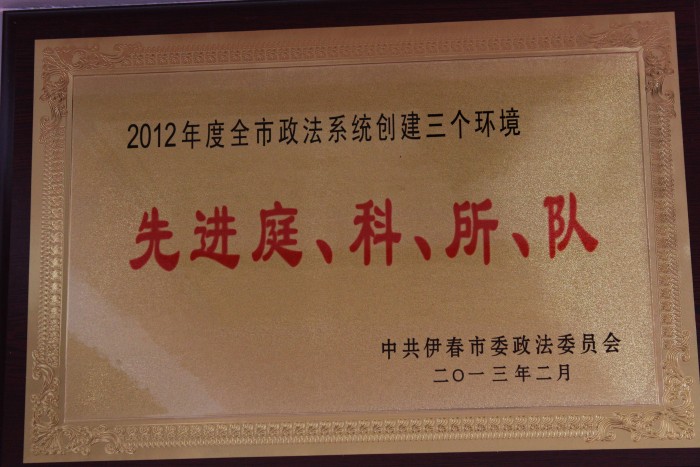 2012年度全市政法系统创建三个环境
先进庭、科、所、队
中共伊春市委政法委员会
二〇一三年二月